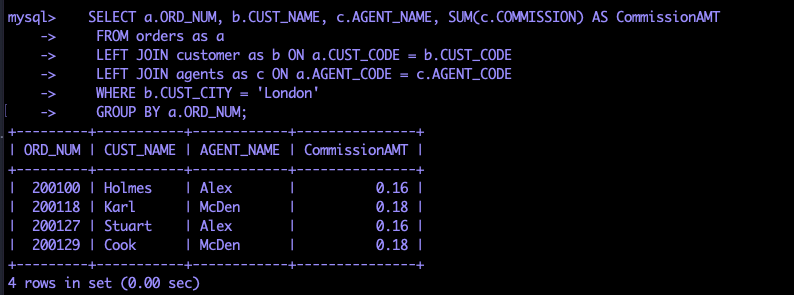 mysql>    SELECT a.ORD_NUM, b.CUST_NAME, c.AGENT_NAME, SUM(c.COMMISSION) AS CommissionAMT
    ->     FROM orders as a
    ->     LEFT JOIN customer as b ON a.CUST_CODE = b.CUST_CODE
    ->     LEFT JOIN agents as c ON a.AGENT_CODE = c.AGENT_CODE
    ->     WHERE b.CUST_CITY = 'London'
    ->     GROUP BY a.ORD_NUM;
+---------+-----------+------------+---------------+
| ORD_NUM | CUST_NAME | AGENT_NAME | CommissionAMT |
+---------+-----------+------------+---------------+
|  200100 | Holmes    | Alex       |          0.16 |
|  200118 | Karl      | McDen      |          0.18 |
|  200127 | Stuart    | Alex       |          0.16 |
|  200129 | Cook      | McDen      |          0.18 |
+---------+-----------+------------+---------------+
4 rows in set (0.00 sec)